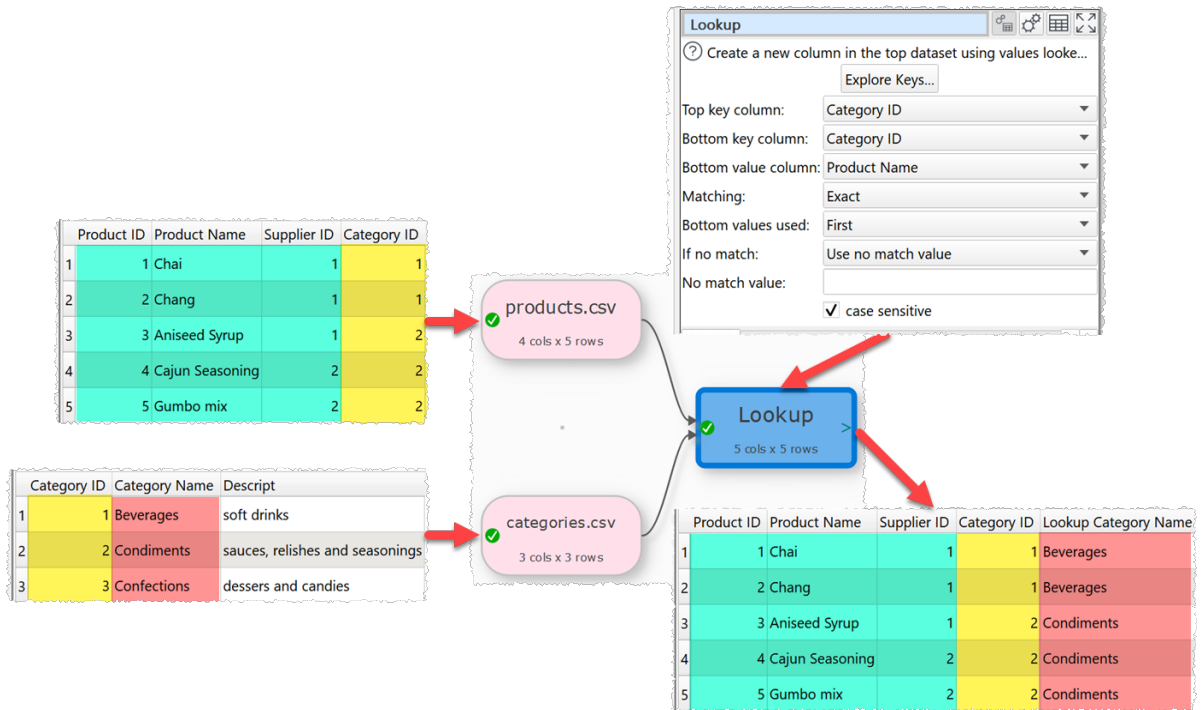 Lookup
Create a new column in the top dataset using values looke...
Explore Keys...
Top key column: Category ID
Bottom key column: Category ID
Bottom value column: Product Name
Matching: Exact
Bottom values used: First
If no match: Use no match value
No match value:
case sensitive
Product ID Product Name Supplier ID Category ID
1 1 Chai 1 1
2 2 Chang 1 1
3 3 Aniseed Syrup 1 2
4 4 Cajun Seasoning 2 2
5 5 Gumbo mix 2 2
products.csv
4 cols x 5 rows
Lookup
5 cols x 5 rows
Category ID Category Name Descript
1 1 Beverages soft drinks
2 2 Condiments sauces, relishes and seasonings
3 3 Confections dessers and candies
categories.csv
3 cols x 3 rows
Product ID Product Name Supplier ID Category ID Lookup Category Name
1 1 Chai 1 1 Beverages
2 2 Chang 1 1 Beverages
3 3 Aniseed Syrup 1 2 Condiments
4 4 Cajun Seasoning 2 2 Condiments
5 5 Gumbo mix 2 2 Condiments